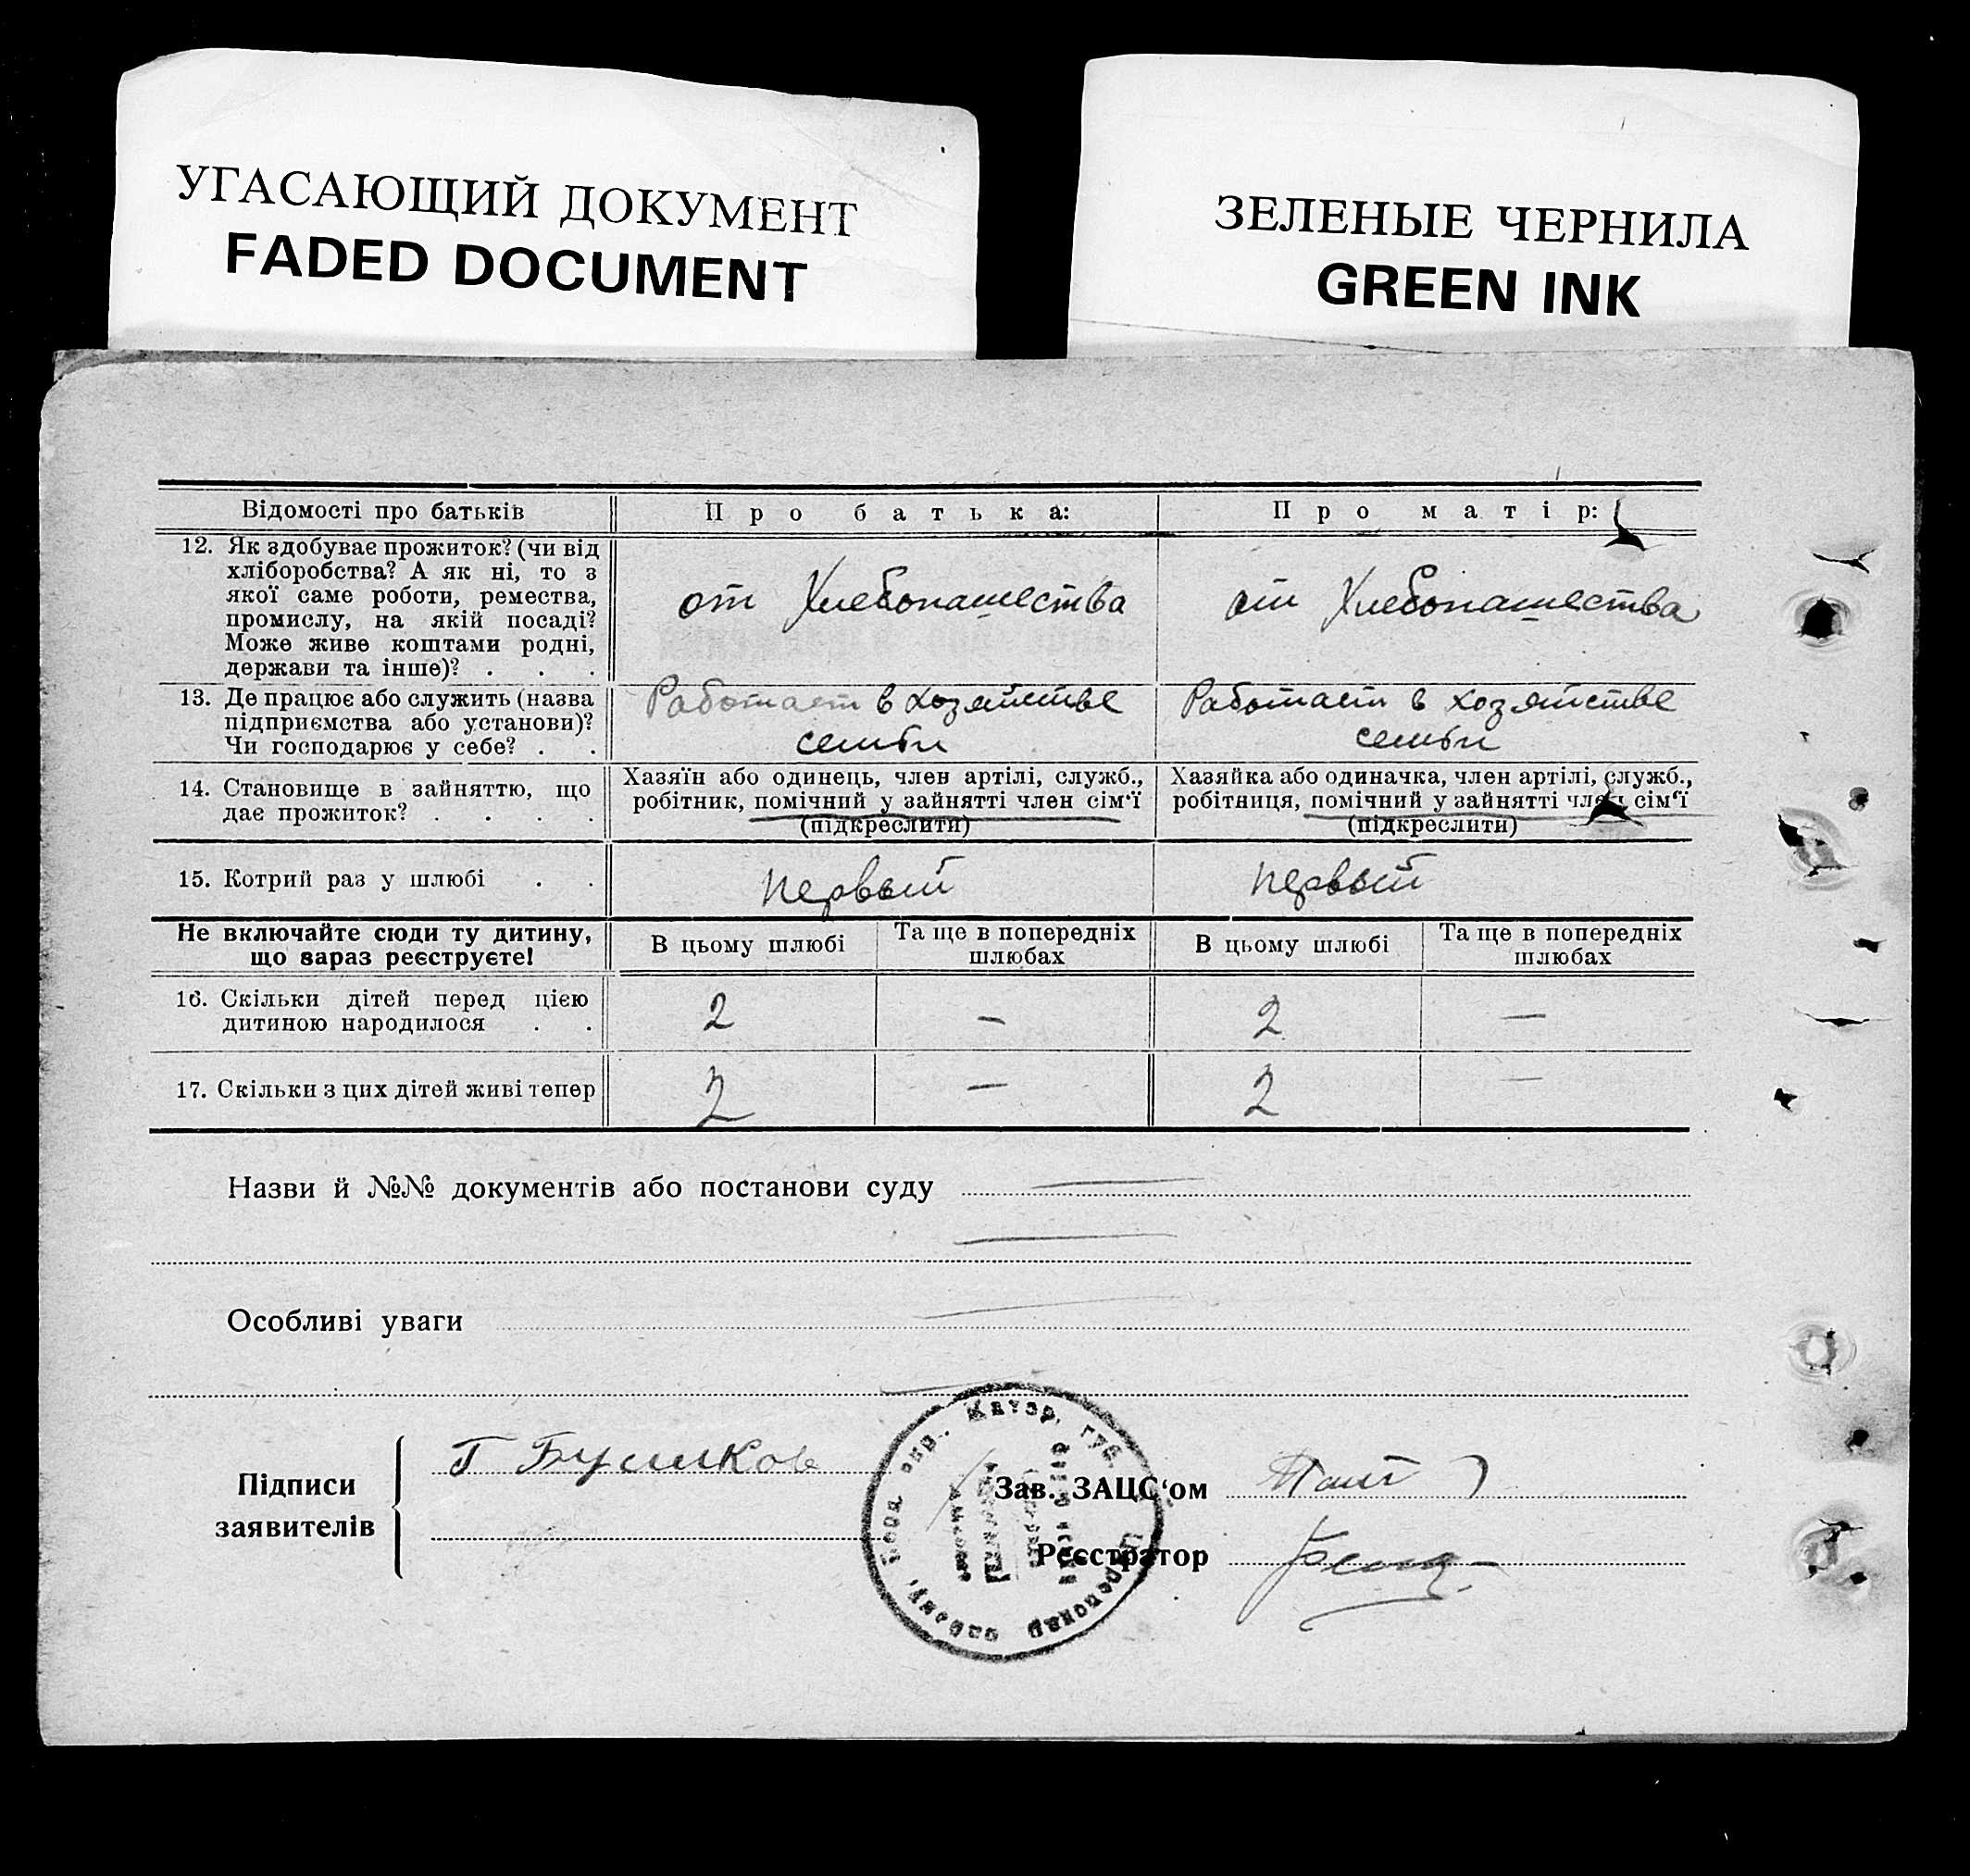 УГАСАЮЩИЙ ДОКУМЕНТ
FADED DOCUMENT
ЗЕЛЕНЫЕ ЧЕРНИЛА
GREEN INK
Відомості про батьків
Про батька:
Про матір:
12. Як здобуває прожиток? (чи від
хліборобства? А як ні, то з
якої саме роботи, ремества,
промислу, на якій посаді?
Може живе коштами родні,
держави та інше)? . . .
от Хлебопашества
от Хлебопашества
13. Де працює або служить (назва
підприємства або установи)?
Чи господарює у себе? . .
Работает в хозяйстве
семьи
Работает в хозяйстве
семьи
14. Становище в зайняттю, що
дає прожиток? . . . .
Хазяїн або одинець, член артілі, служб.,
робітник, помічний у зайнятті член сім‘ї
(підкреслити)
Хазяйка або одиначка, член артілі, служб.,
робітниця, помічний у зайнятті член сім‘ї
(підкреслити)
15. Котрий раз у шлюбі . .
первый
первый
Не включайте сюди ту дитину,
що зараз реєструєте!
В цьому шлюбі
Та ще в попередніх
шлюбах
В цьому шлюбі
Та ще в попередніх
шлюбах
16. Скільки дітей перед цією
дитиною народилося . .
2
—
2
—
17. Скільки з цих дітей живі тепер
2
—
2
—
Назви й №№ документів або постанови суду
Особливі уваги
Підписи
заявителів
Г Бушков
Зав. ЗАЦС‘ом
Реєстратор